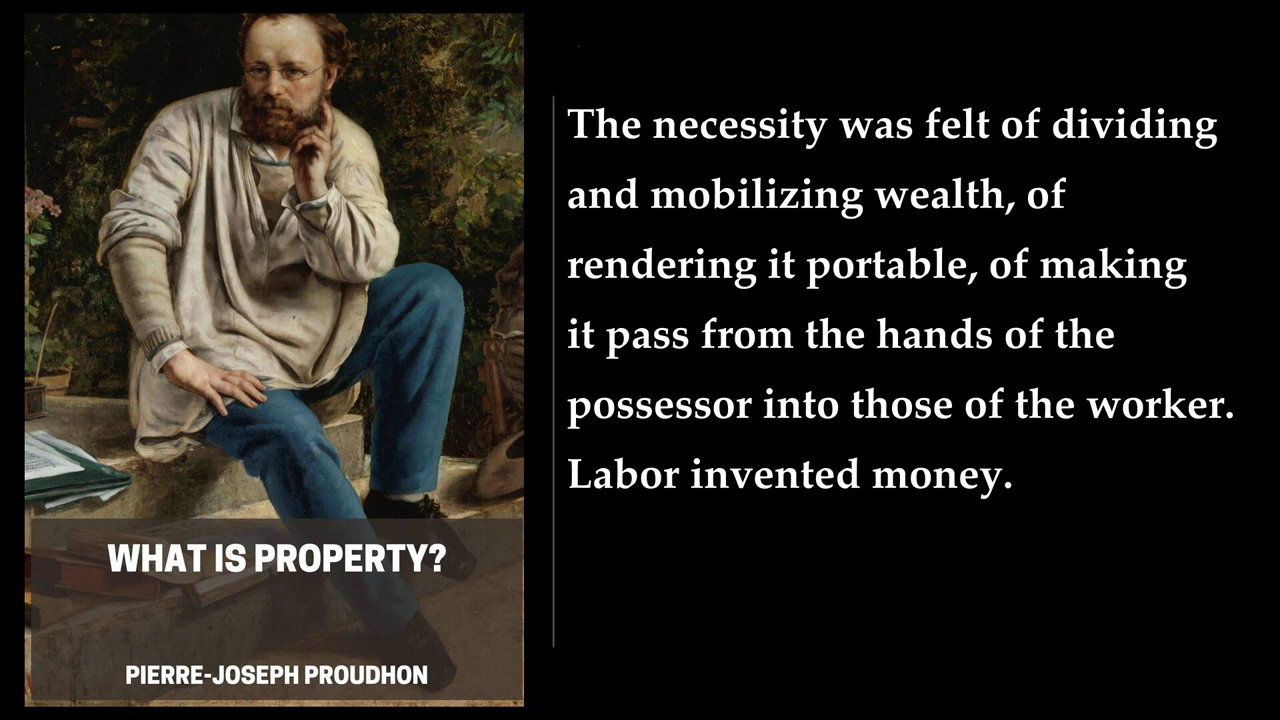 WHAT IS PROPERTY?
PIERRE-JOSEPH PROUDHON
The necessity was felt of dividing
and mobilizing wealth, of
rendering it portable, of making
it pass from the hands of the
possessor into those of the worker.
Labor invented money.